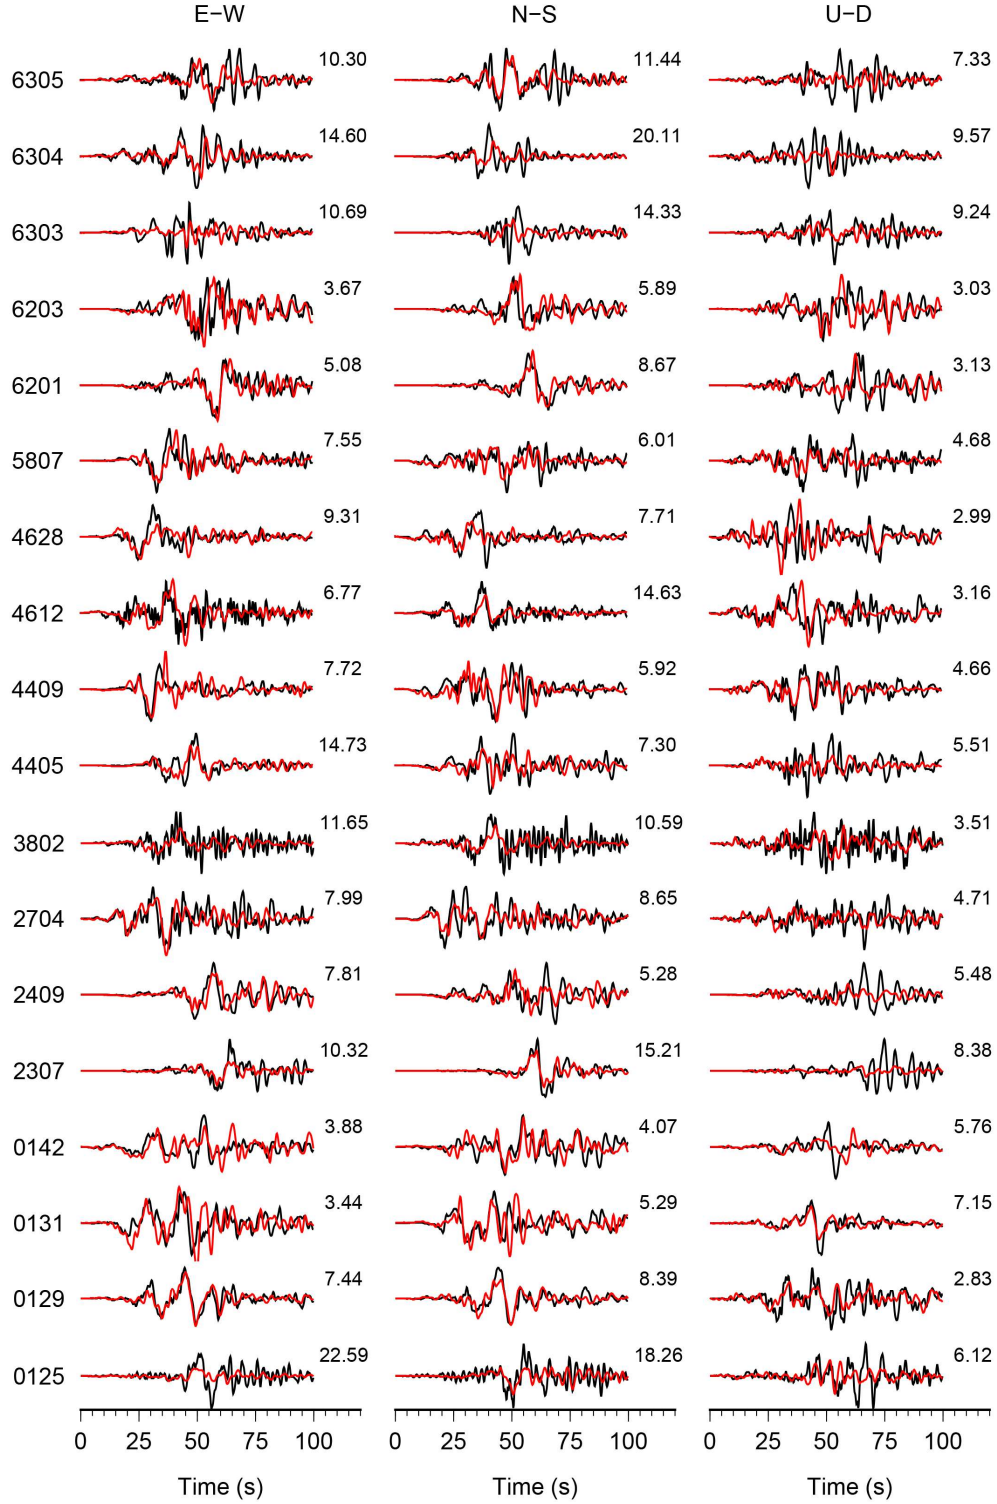 E−W N−S U−D
6305 10.30 11.44 7.33
6304 14.60 20.11 9.57
6303 10.69 14.33 9.24
6203 3.67 5.89 3.03
6201 5.08 8.67 3.13
5807 7.55 6.01 4.68
4628 9.31 7.71 2.99
4612 6.77 14.63 3.16
4409 7.72 5.92 4.66
4405 14.73 7.30 5.51
3802 11.65 10.59 3.51
2704 7.99 8.65 4.71
2409 7.81 5.28 5.48
2307 10.32 15.21 8.38
0142 3.88 4.07 5.76
0131 3.44 5.29 7.15
0129 7.44 8.39 2.83
0125 22.59 18.26 6.12
0 25 50 75 100 0 25 50 75 100 0 25 50 75 100
Time (s) Time (s) Time (s)